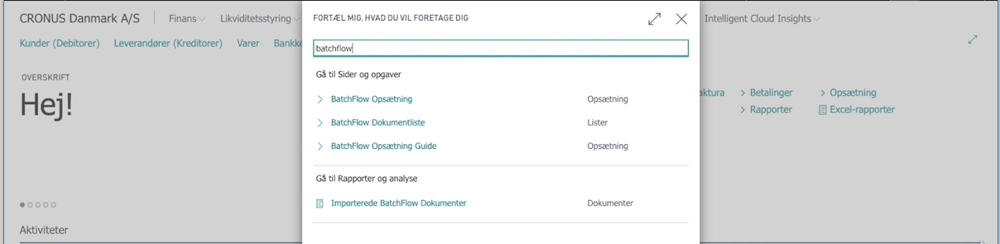 CRONUS Danmark A/S Finans Likviditetsstyring Intelligent Cloud Insights
Kunder (Debitorer) Leverandører (Kreditorer) Varer
OVERSKRIFT
Hej!
Betalinger Opsætning
Rapporter Excel-rapporter
Aktiviteter
FORTÆL MIG, HVAD DU VIL FORETAGE DIG
batchflow
Gå til Sider og opgaver
BatchFlow Opsætning Opsætning
BatchFlow Dokumentliste Lister
BatchFlow Opsætning Guide Opsætning
Gå til Rapporter og analyse
Importerede BatchFlow Dokumenter Dokumenter